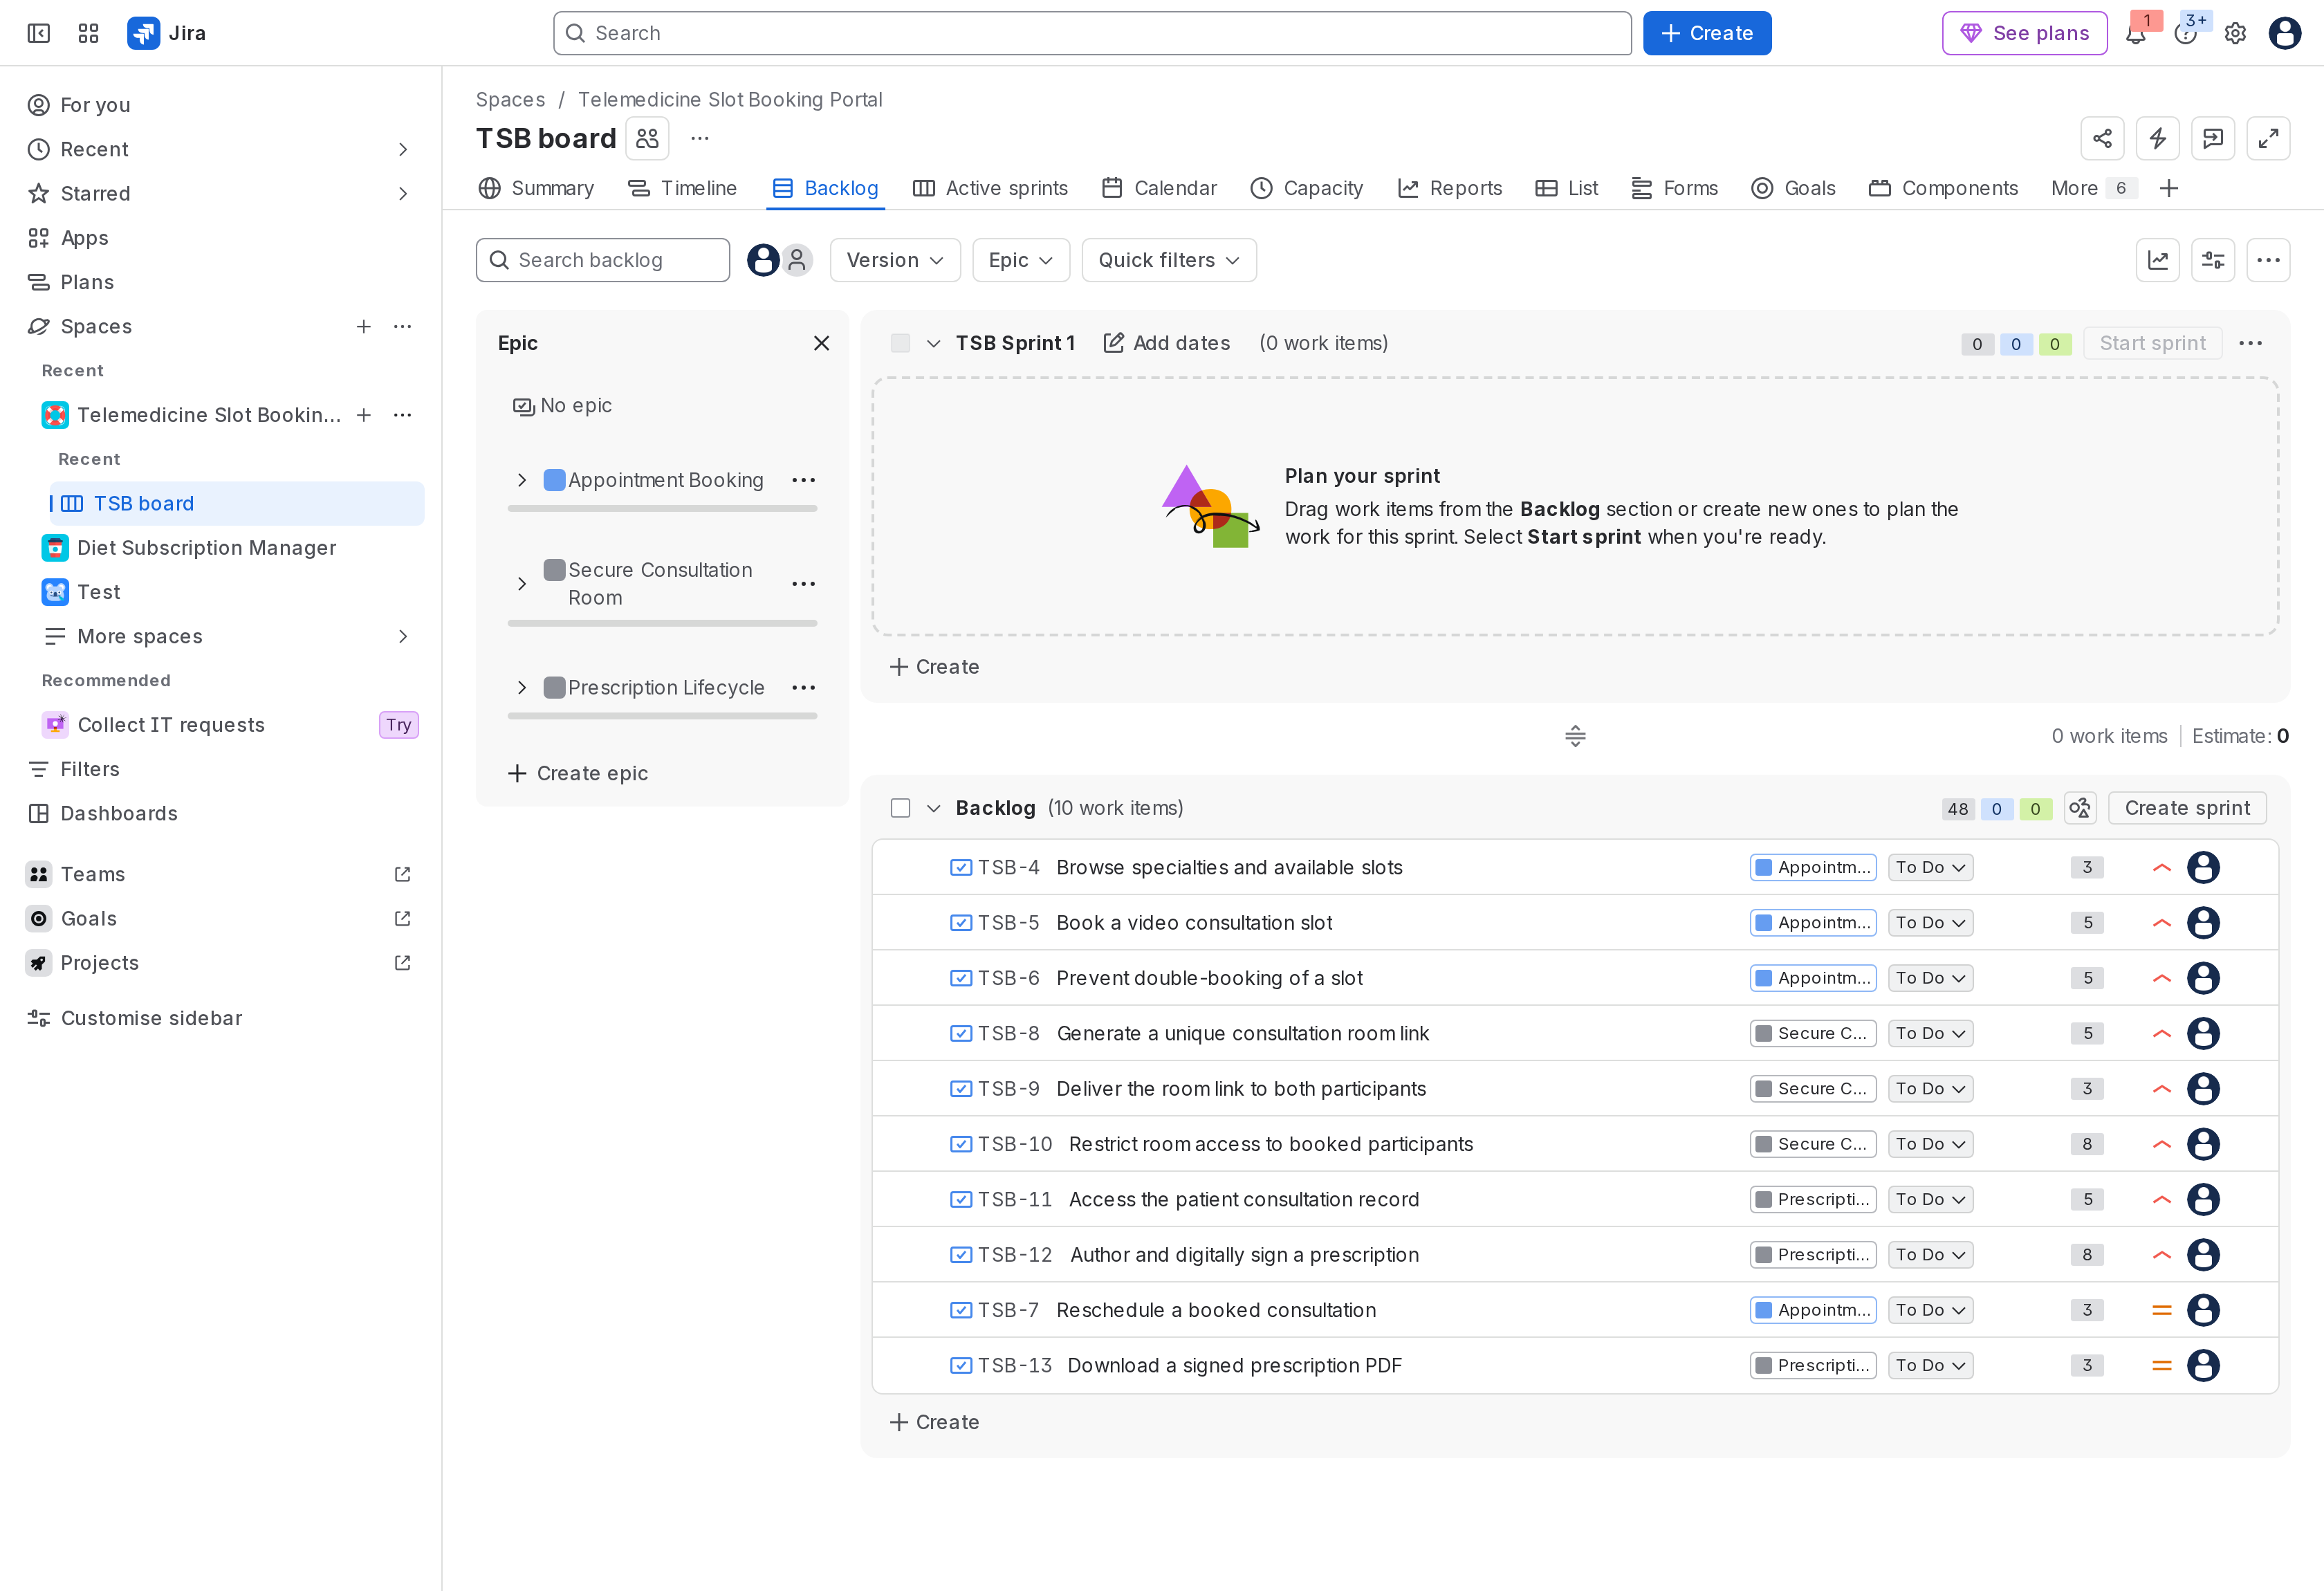 Jira
Search
Create
See plans
1
3+
For you
Recent
Starred
Apps
Plans
Spaces
Recent
Telemedicine Slot Bookin...
Recent
TSB board
Diet Subscription Manager
Test
More spaces
Recommended
Collect IT requests Try
Filters
Dashboards
Teams
Goals
Projects
Customise sidebar
Spaces / Telemedicine Slot Booking Portal
TSB board
Summary Timeline Backlog Active sprints Calendar Capacity Reports List Forms Goals Components More 6
Search backlog Version Epic Quick filters
Epic
No epic
Appointment Booking
Secure Consultation
Room
Prescription Lifecycle
Create epic
TSB Sprint 1 Add dates (0 work items) 0 0 0 Start sprint
Plan your sprint
Drag work items from the Backlog section or create new ones to plan the
work for this sprint. Select Start sprint when you're ready.
Create
0 work items Estimate: 0
Backlog (10 work items) 48 0 0 Create sprint
TSB-4 Browse specialties and available slots Appointm... To Do 3
TSB-5 Book a video consultation slot Appointm... To Do 5
TSB-6 Prevent double-booking of a slot Appointm... To Do 5
TSB-8 Generate a unique consultation room link Secure C... To Do 5
TSB-9 Deliver the room link to both participants Secure C... To Do 3
TSB-10 Restrict room access to booked participants Secure C... To Do 8
TSB-11 Access the patient consultation record Prescripti... To Do 5
TSB-12 Author and digitally sign a prescription Prescripti... To Do 8
TSB-7 Reschedule a booked consultation Appointm... To Do 3
TSB-13 Download a signed prescription PDF Prescripti... To Do 3
Create